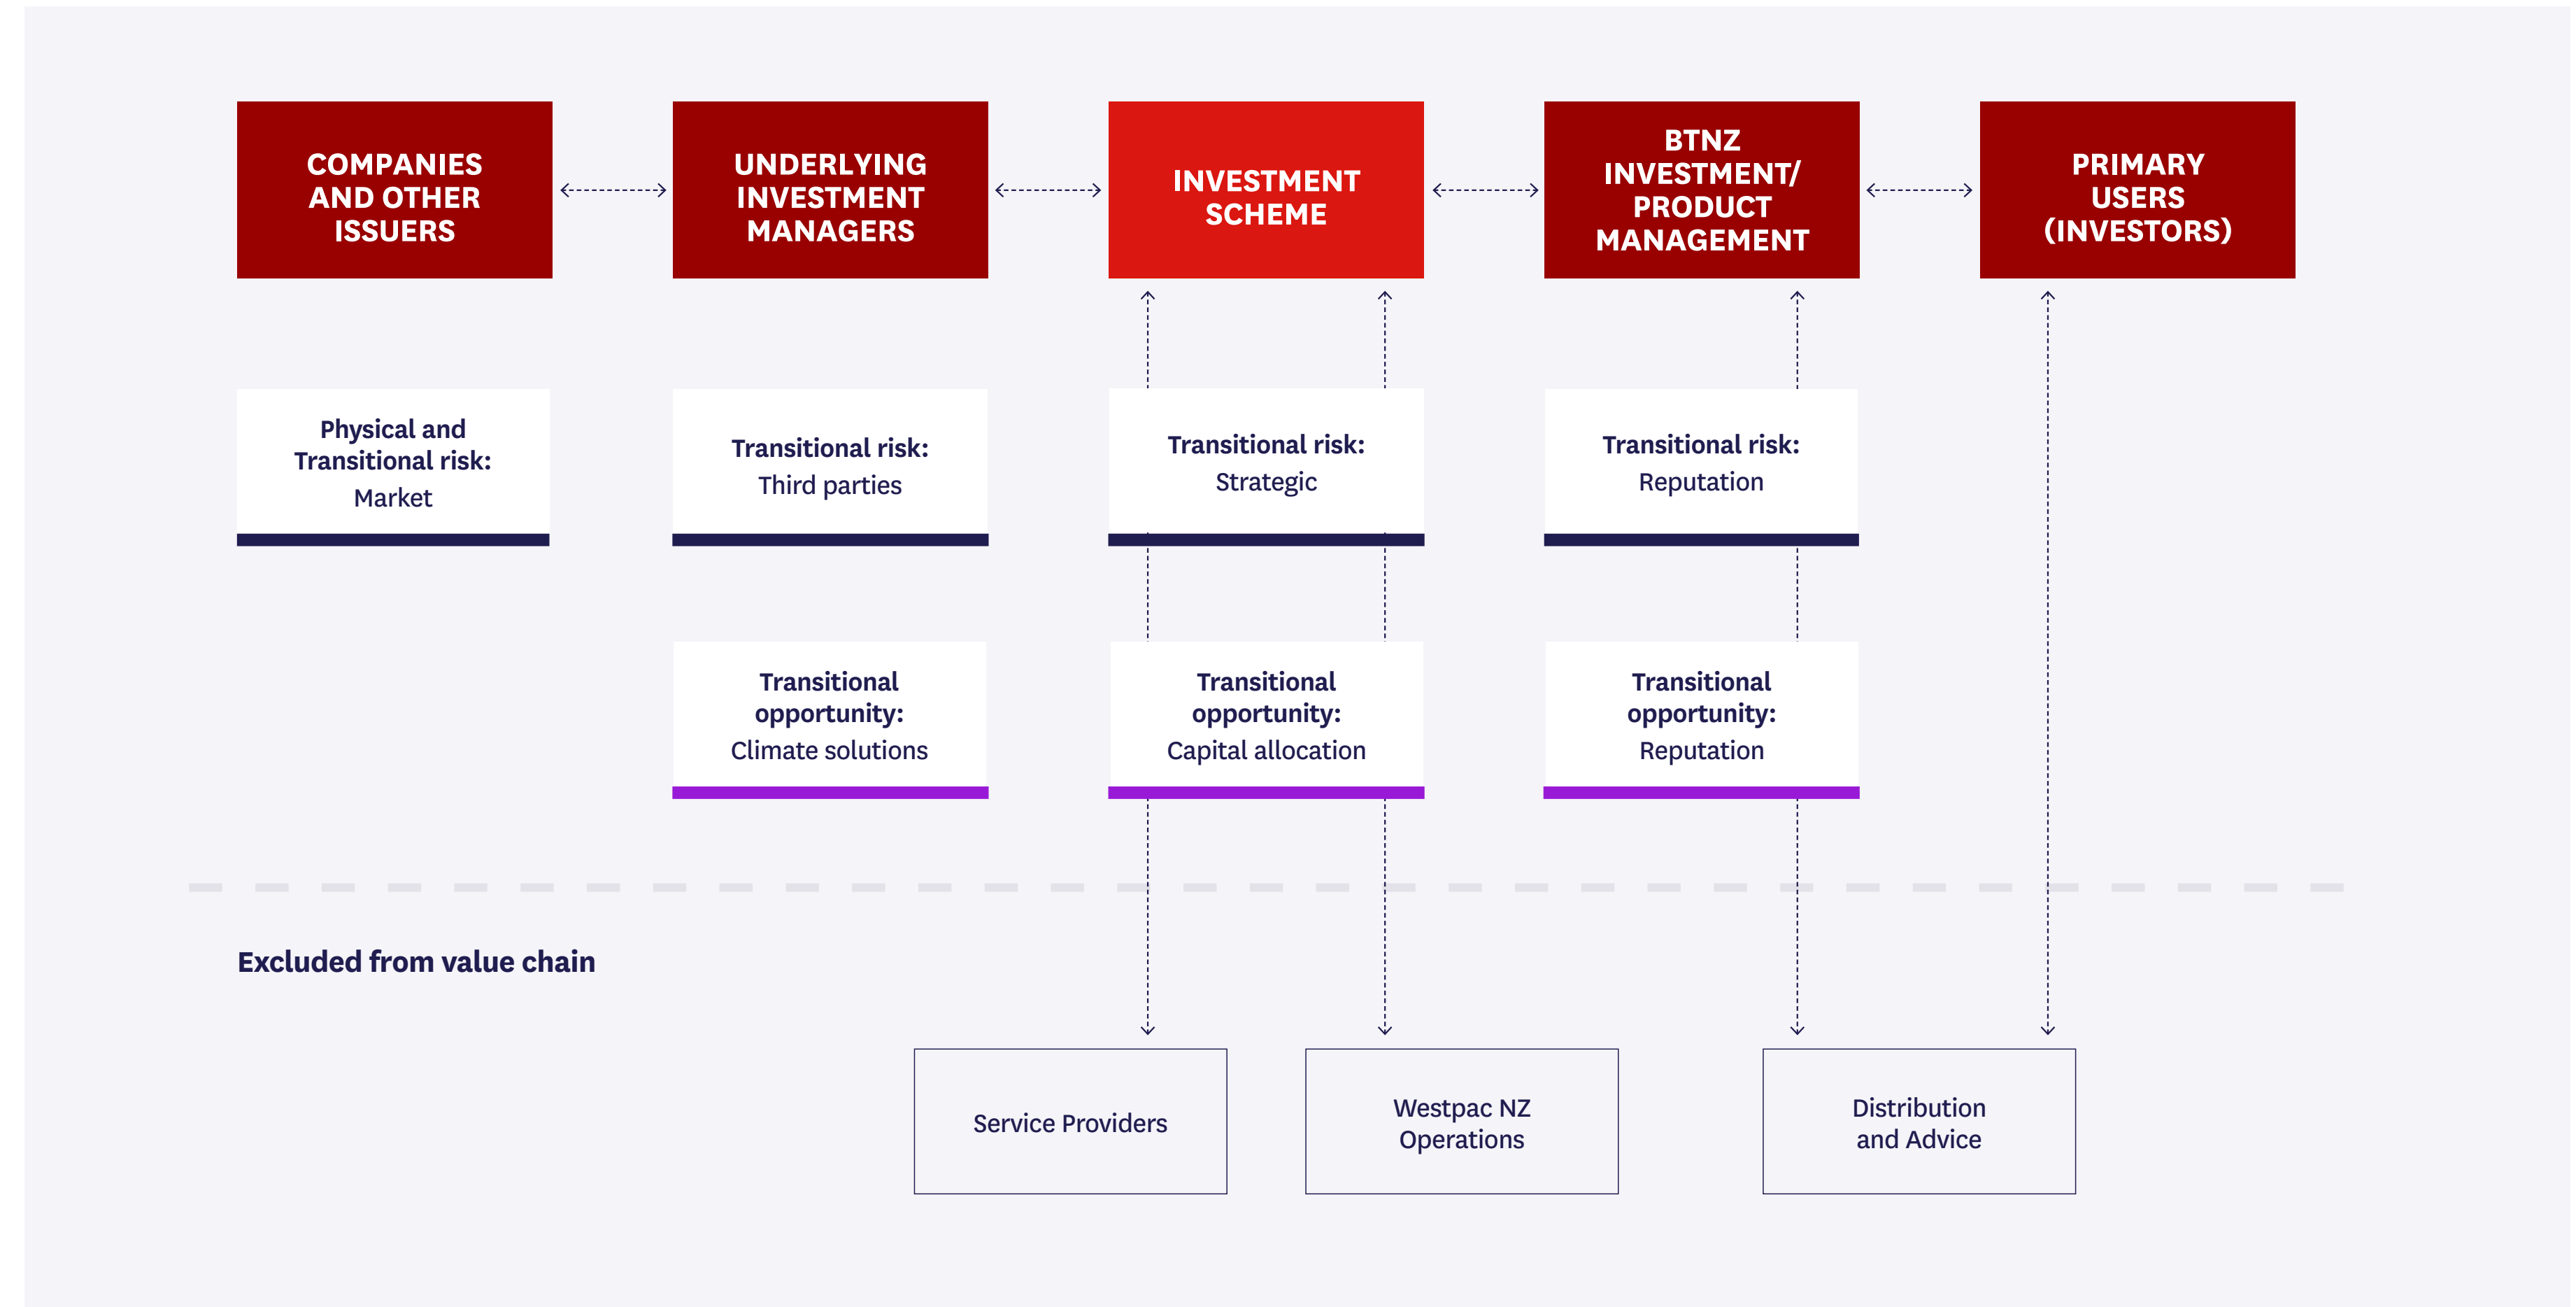 COMPANIES
AND OTHER
ISSUERS
UNDERLYING
INVESTMENT
MANAGERS
INVESTMENT
SCHEME
BTNZ
INVESTMENT/
PRODUCT
MANAGEMENT
PRIMARY
USERS
(INVESTORS)
Physical and
Transitional risk:
Market
Transitional risk:
Third parties
Transitional risk:
Strategic
Transitional risk:
Reputation
Transitional
opportunity:
Climate solutions
Transitional
opportunity:
Capital allocation
Transitional
opportunity:
Reputation
Excluded from value chain
Service Providers
Westpac NZ
Operations
Distribution
and Advice